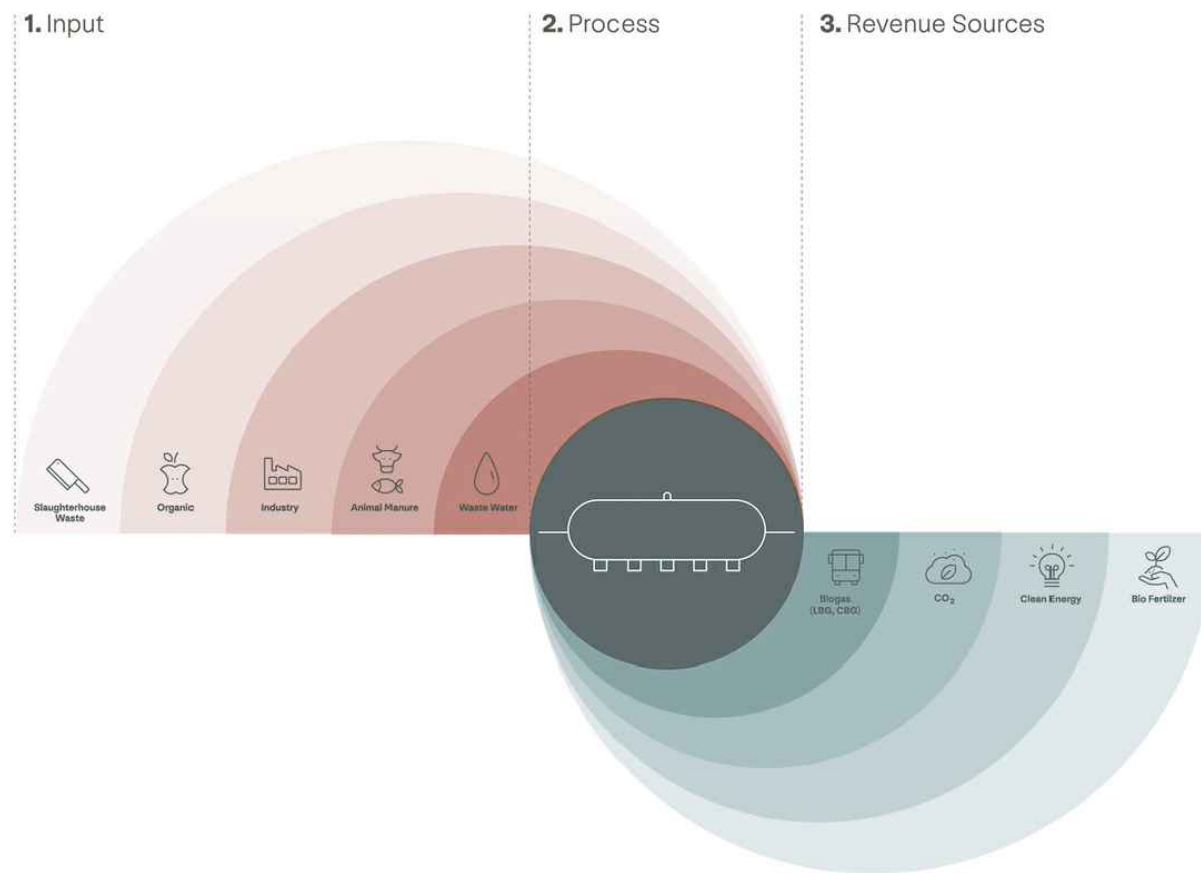 1. Input
2. Process
3. Revenue Sources
Slaughterhouse
Waste
Organic
Industry
Animal Manure
Waste Water
Biogas
(LBG, CBG)
CO₂
Clean Energy
Bio Fertilzer